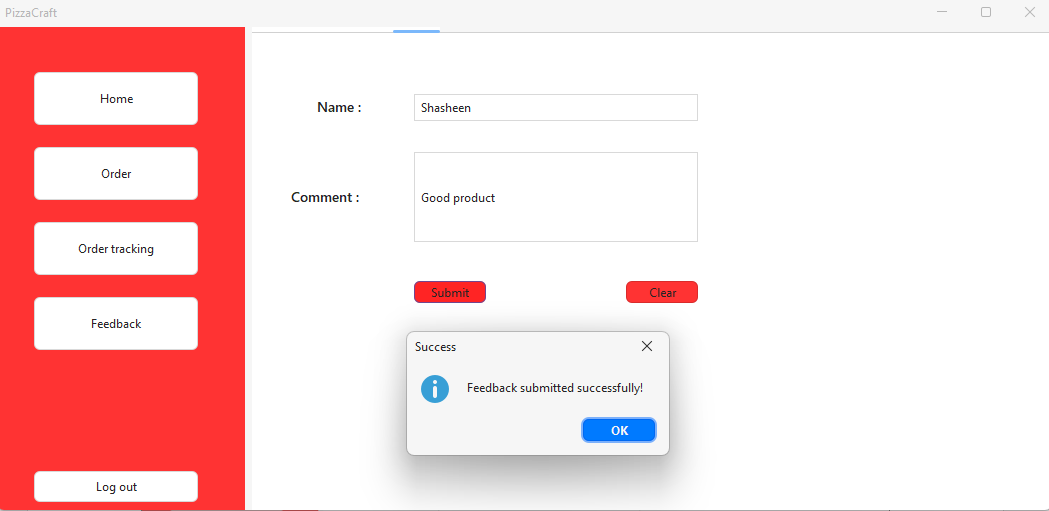 PizzaCraft
Home
Order
Order tracking
Feedback
Log out
Name :
Shasheen
Comment :
Good product
Submit
Clear
Success
Feedback submitted successfully!
OK